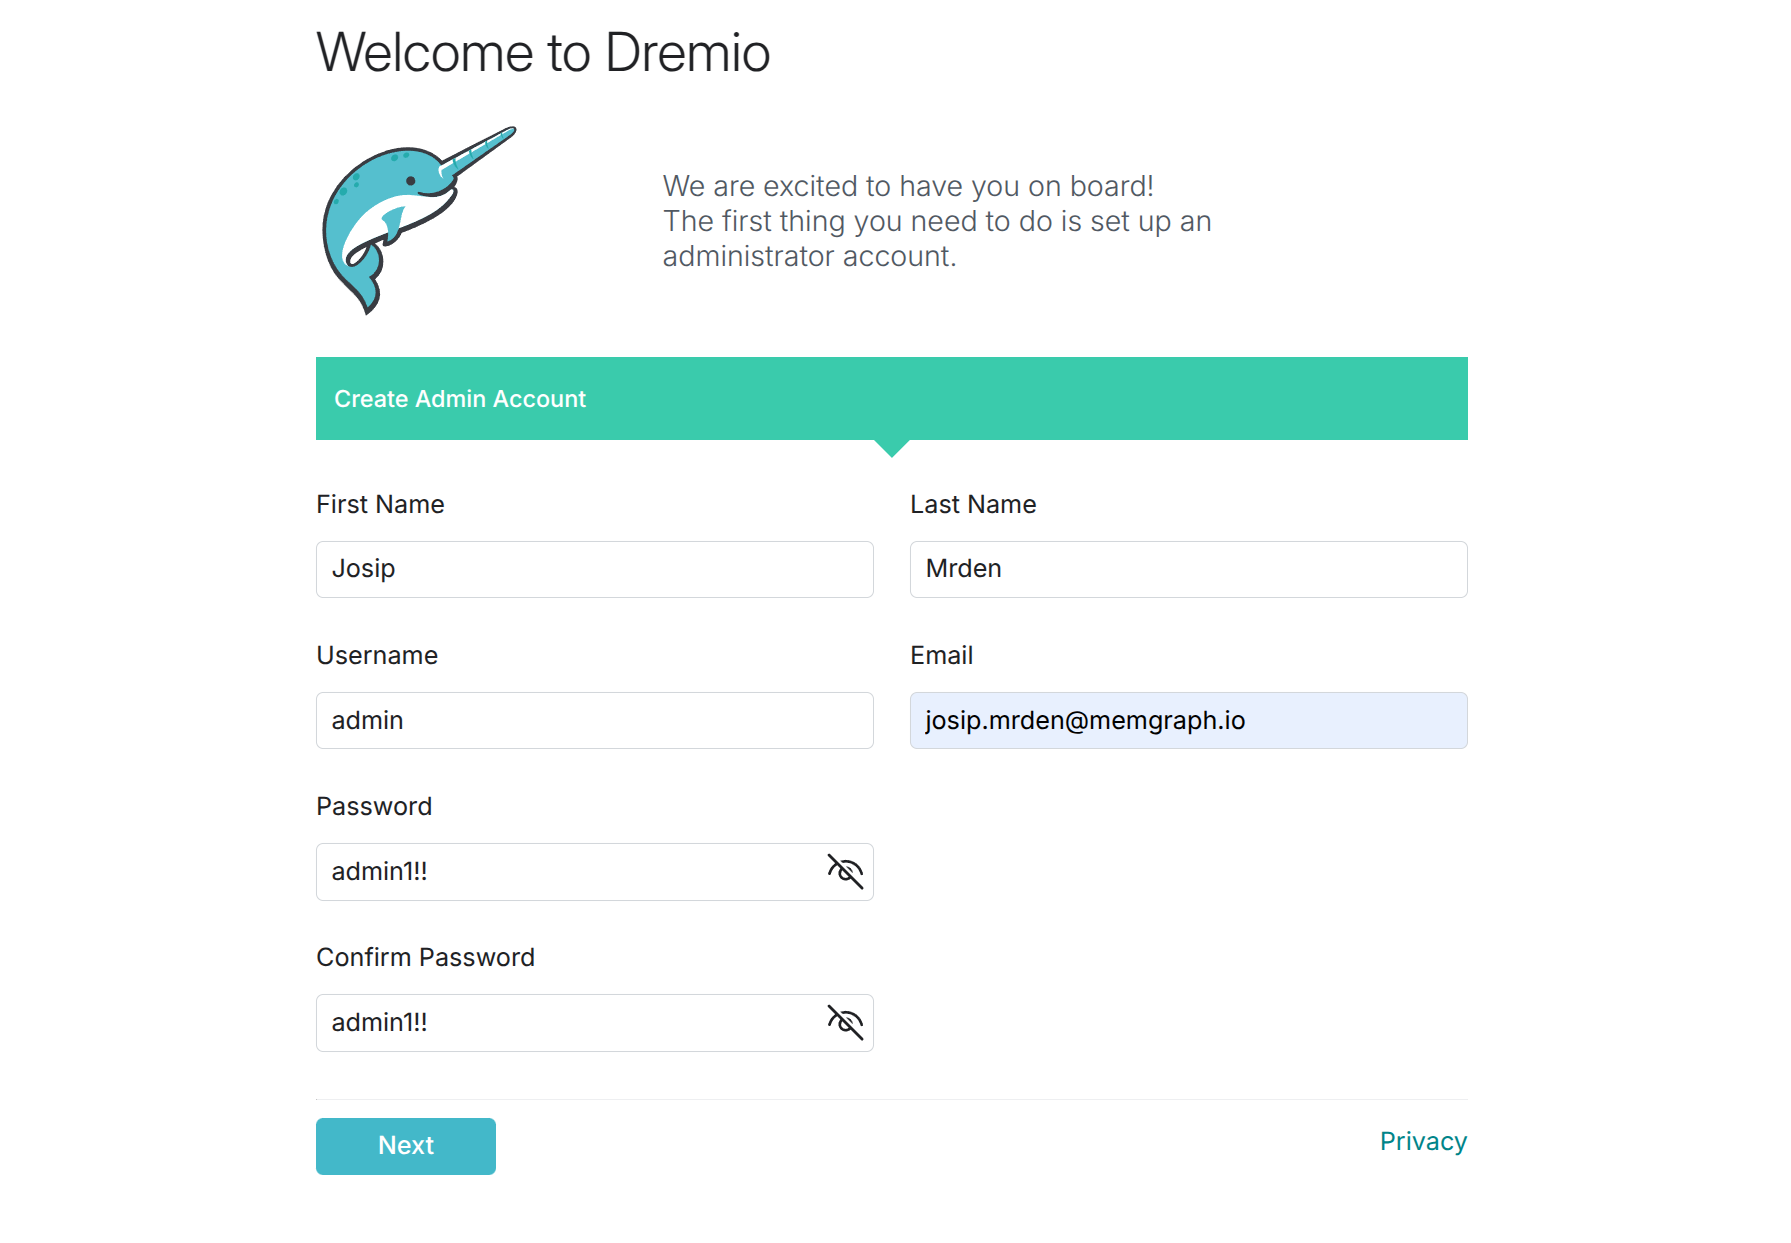 Welcome to Dremio
We are excited to have you on board!
The first thing you need to do is set up an
administrator account.
Create Admin Account
First Name
Last Name
Josip
Mrden
Username
Email
admin
josip.mrden@memgraph.io
Password
admin1!!
Confirm Password
admin1!!
Next
Privacy